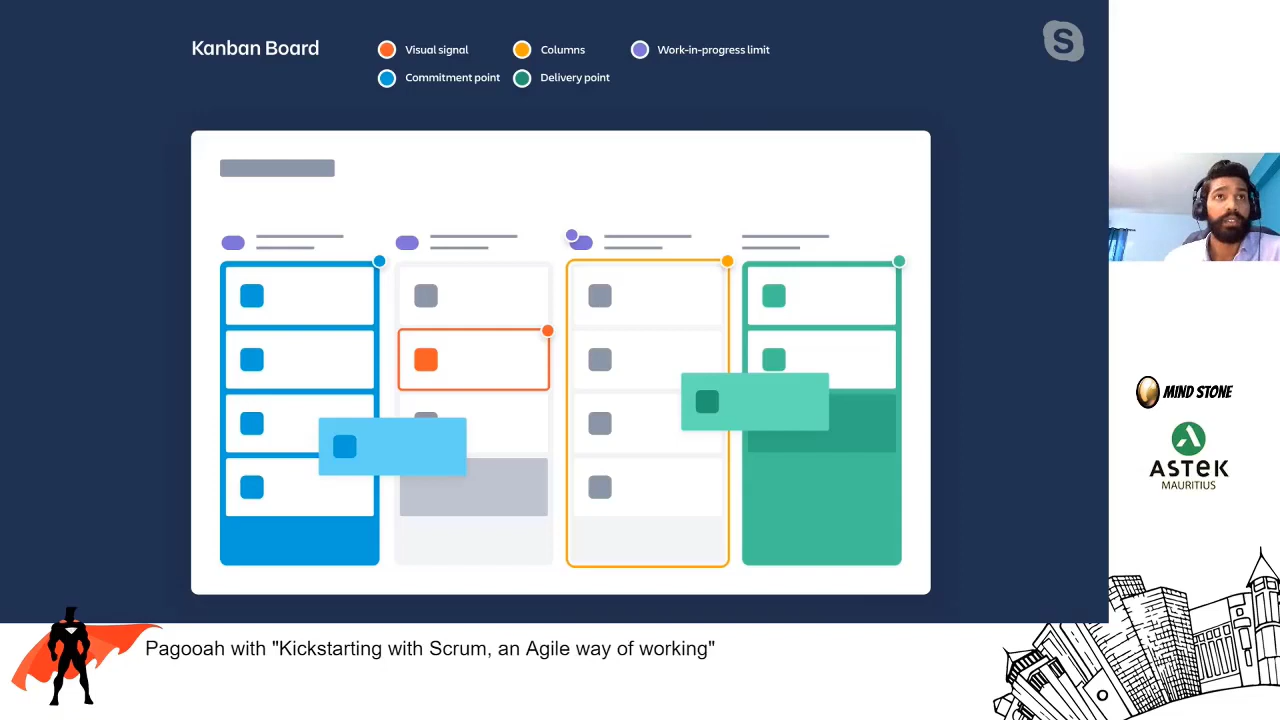 Kanban Board
Visual signal
Columns
Work-in-progress limit
Commitment point
Delivery point
S
MIND STONE
ASTEK
MAURITIUS
Pagooah with "Kickstarting with Scrum, an Agile way of working"